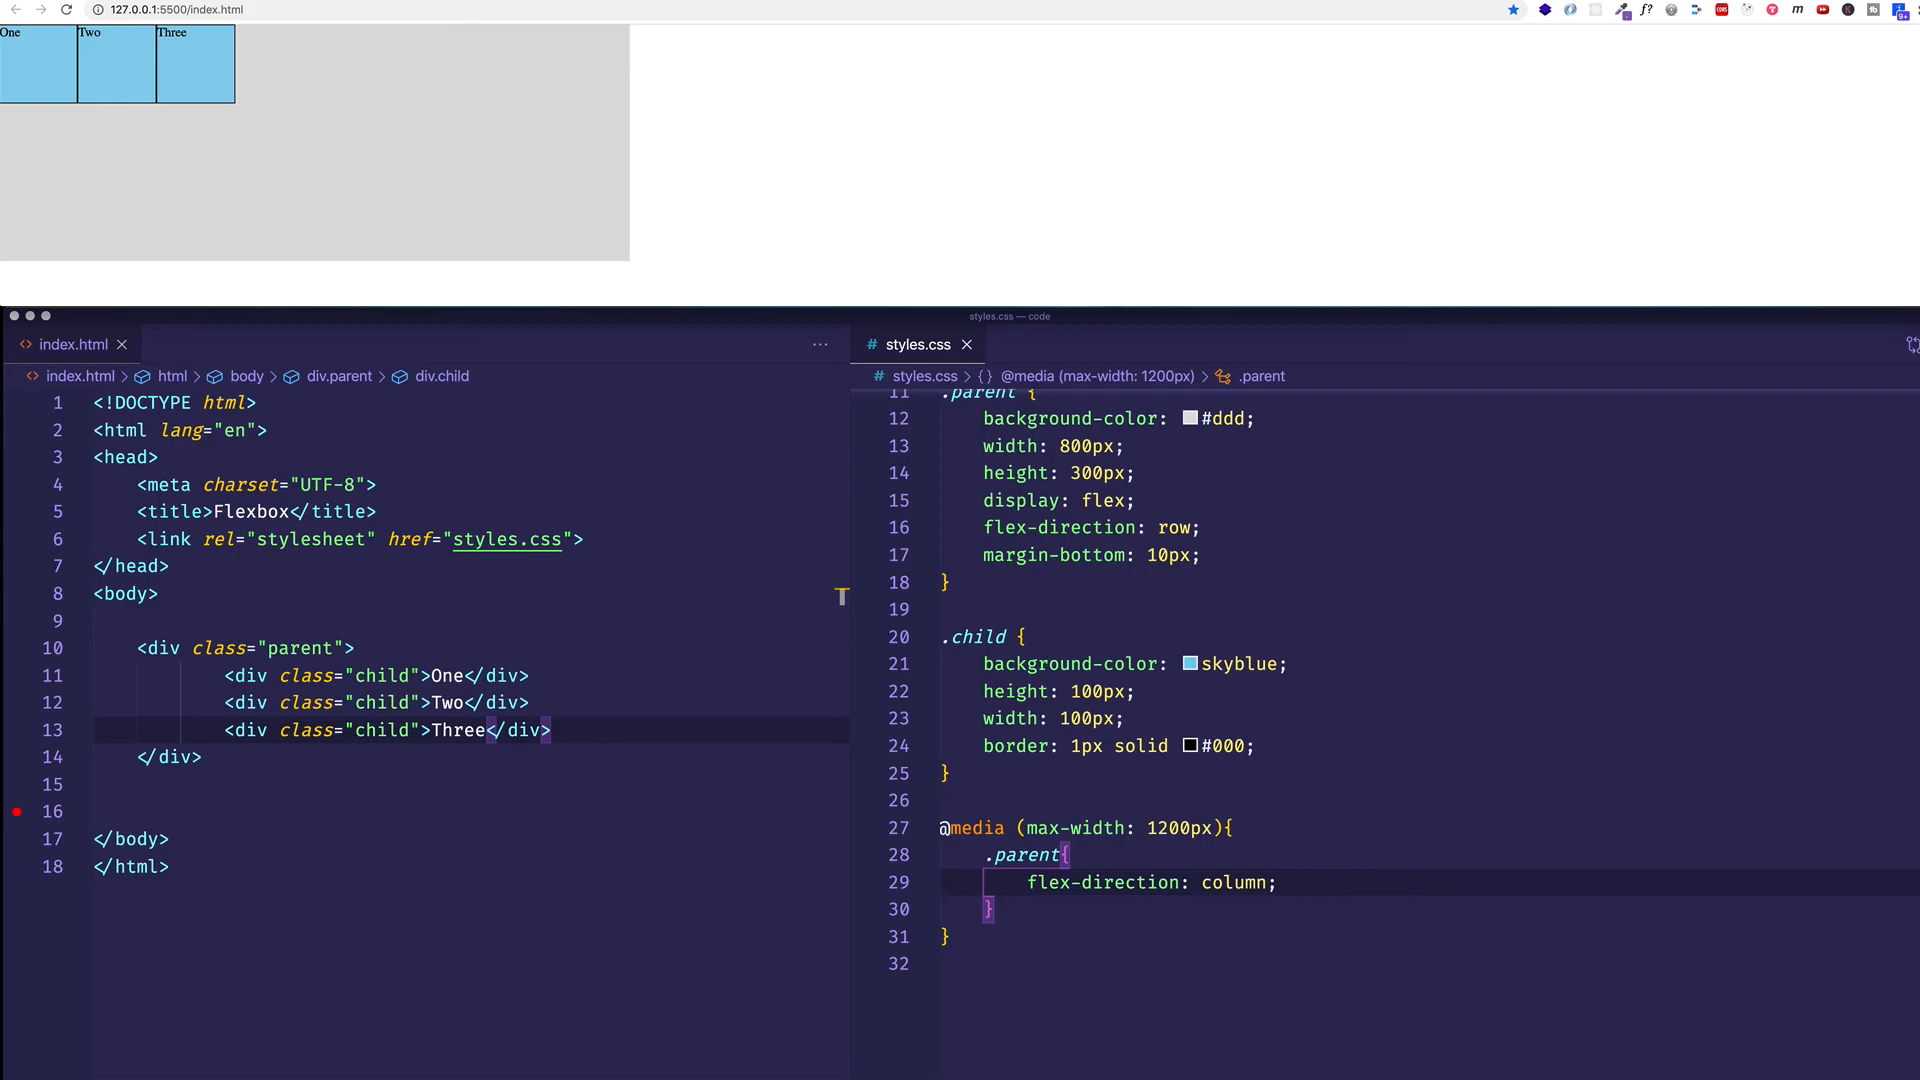 127.0.0.1:5500/index.html
f?
CORS
m
9+
One
Two
Three
styles.css — code
index.html
styles.css
index.html > html > body > div.parent > div.child
styles.css > {} @media (max-width: 1200px) > .parent
1 <!DOCTYPE html>
2 <html lang="en">
3 <head>
4 <meta charset="UTF-8">
5 <title>Flexbox</title>
6 <link rel="stylesheet" href="styles.css">
7 </head>
8 <body>
9
10 <div class="parent">
11 <div class="child">One</div>
12 <div class="child">Two</div>
13 <div class="child">Three</div>
14 </div>
15
16
17 </body>
18 </html>
11 .parent {
12 background-color: #ddd;
13 width: 800px;
14 height: 300px;
15 display: flex;
16 flex-direction: row;
17 margin-bottom: 10px;
18 }
19
20 .child {
21 background-color: skyblue;
22 height: 100px;
23 width: 100px;
24 border: 1px solid #000;
25 }
26
27 @media (max-width: 1200px){
28 .parent{
29 flex-direction: column;
30 }
31 }
32